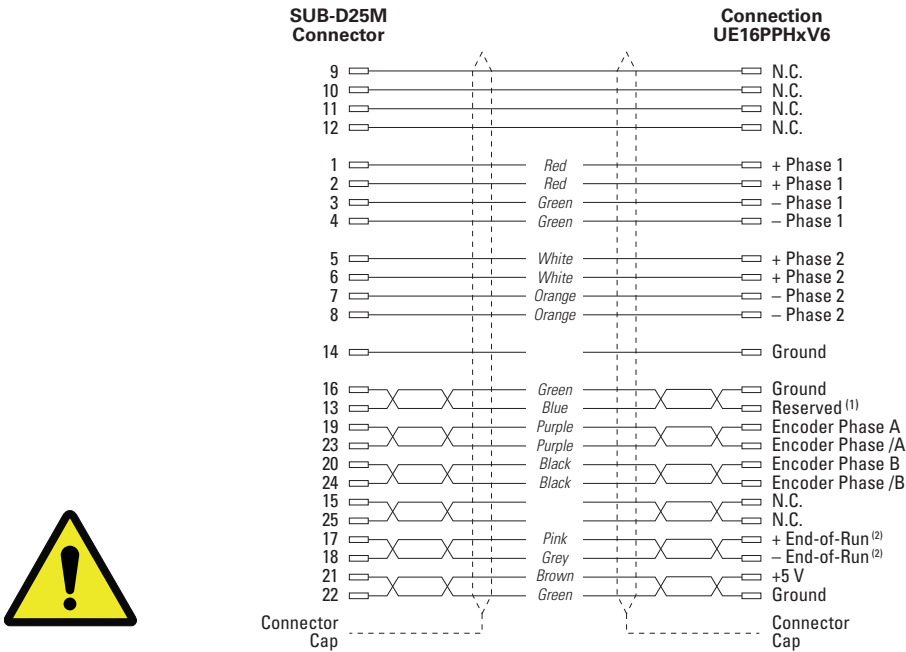 SUB-D25M Connector
Connection UE16PPHxV6
9 N.C.
10 N.C.
11 N.C.
12 N.C.
1 Red + Phase 1
2 Red + Phase 1
3 Green – Phase 1
4 Green – Phase 1
5 White + Phase 2
6 White + Phase 2
7 Orange – Phase 2
8 Orange – Phase 2
14 Ground
16 Green Ground
13 Blue Reserved (1)
19 Purple Encoder Phase A
23 Purple Encoder Phase /A
20 Black Encoder Phase B
24 Black Encoder Phase /B
15 N.C.
25 N.C.
17 Pink + End-of-Run (2)
18 Grey – End-of-Run (2)
21 Brown +5 V
22 Green Ground
Connector Cap
Connector Cap